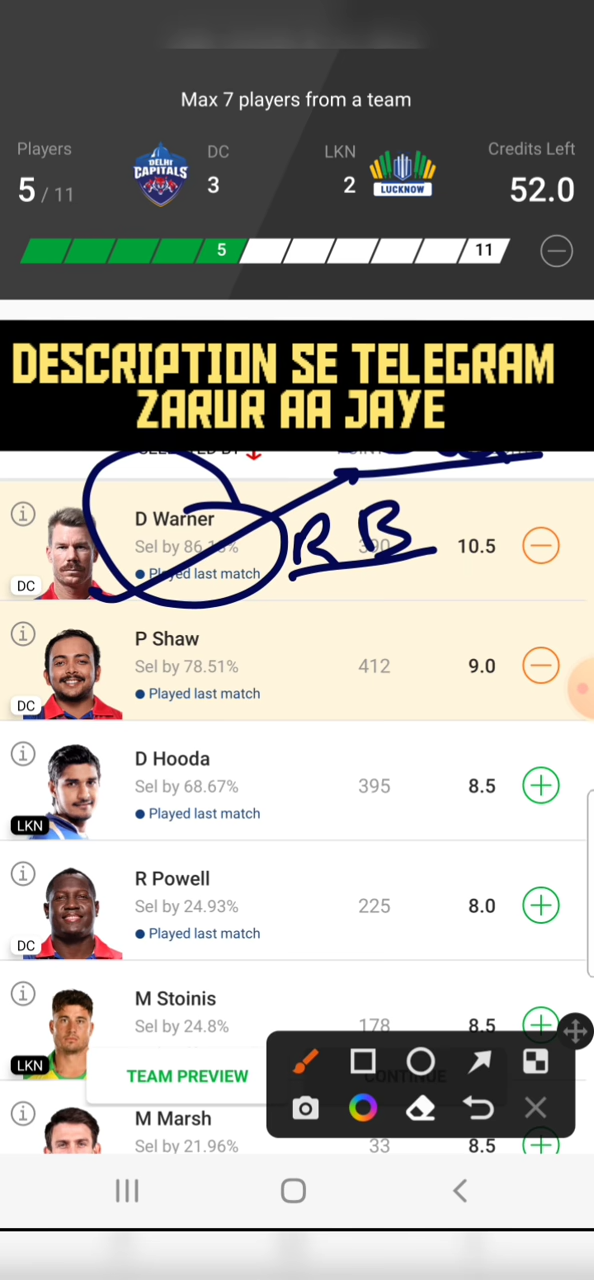 Max 7 players from a team
Players DC LKN Credits Left
5 / 11 3 2 52.0
DELHI CAPITALS
LUCKNOW
5 11
DESCRIPTION SE TELEGRAM
ZARUR AA JAYE
D Warner
Sel by 86.
Played last match
DC
10.5
R B
P Shaw
Sel by 78.51% 412 9.0
Played last match
DC
D Hooda
Sel by 68.67% 395 8.5
Played last match
LKN
R Powell
Sel by 24.93% 225 8.0
Played last match
DC
M Stoinis
Sel by 24.8% 178 8.5
LKN
TEAM PREVIEW CONTINUE
M Marsh
Sel by 21.96% 33 8.5